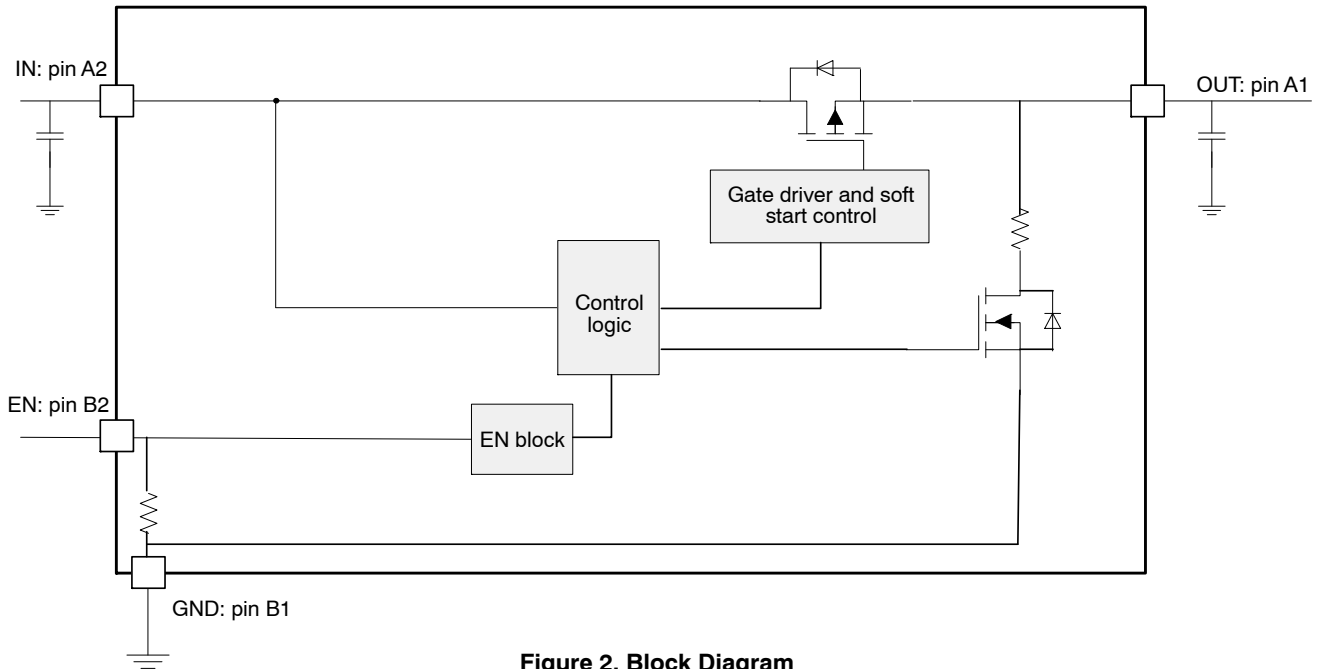 IN: pin A2
OUT: pin A1
Gate driver and soft
start control
Control
logic
EN: pin B2
EN block
GND: pin B1
Figure 2. Block Diagram